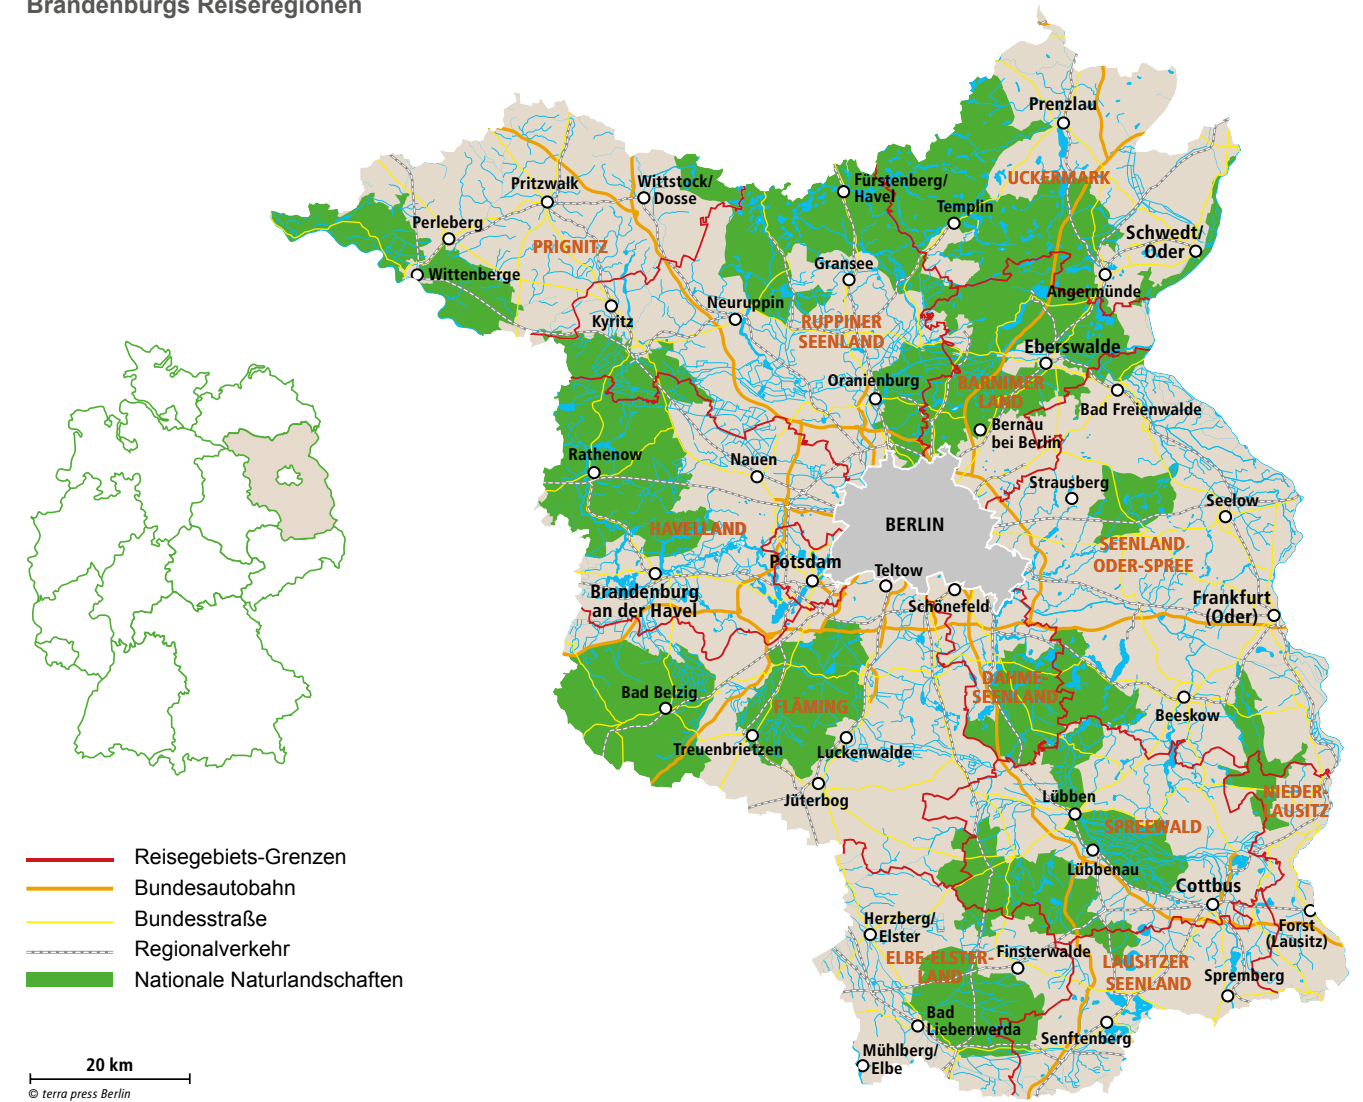 Brandenburgs Reiseregionen
Prenzlau
UCKERMARK
Fürstenberg/
Havel
Templin
Wittstock/
Dosse
Pritzwalk
Perleberg
PRIGNITZ
Wittenberge
Schwedt/
Oder
Gransee
Angermünde
Kyritz
Neuruppin
RUPPINER
SEENLAND
Eberswalde
Oranienburg
BARNIMER
LAND
Bad Freienwalde
Bernau
bei Berlin
Rathenow
Nauen
Strausberg
Seelow
HAVELLAND
BERLIN
SEENLAND
ODER-SPREE
Potsdam
Teltow
Brandenburg
an der Havel
Schönefeld
Frankfurt
(Oder)
Bad Belzig
FLÄMING
DAHME-
SEENLAND
Beeskow
Treuenbrietzen
Luckenwalde
Jüterbog
Lübben
NIEDER-
LAUSITZ
SPREEWALD
Lübbenau
Cottbus
Forst
(Lausitz)
Herzberg/
Elster
ELBE-ELSTER-
LAND
Finsterwalde
LAUSITZER
SEENLAND
Spremberg
Bad
Liebenwerda
Senftenberg
Mühlberg/
Elbe
Reisegebiets-Grenzen
Bundesautobahn
Bundesstraße
Regionalverkehr
Nationale Naturlandschaften
20 km
© terra press Berlin